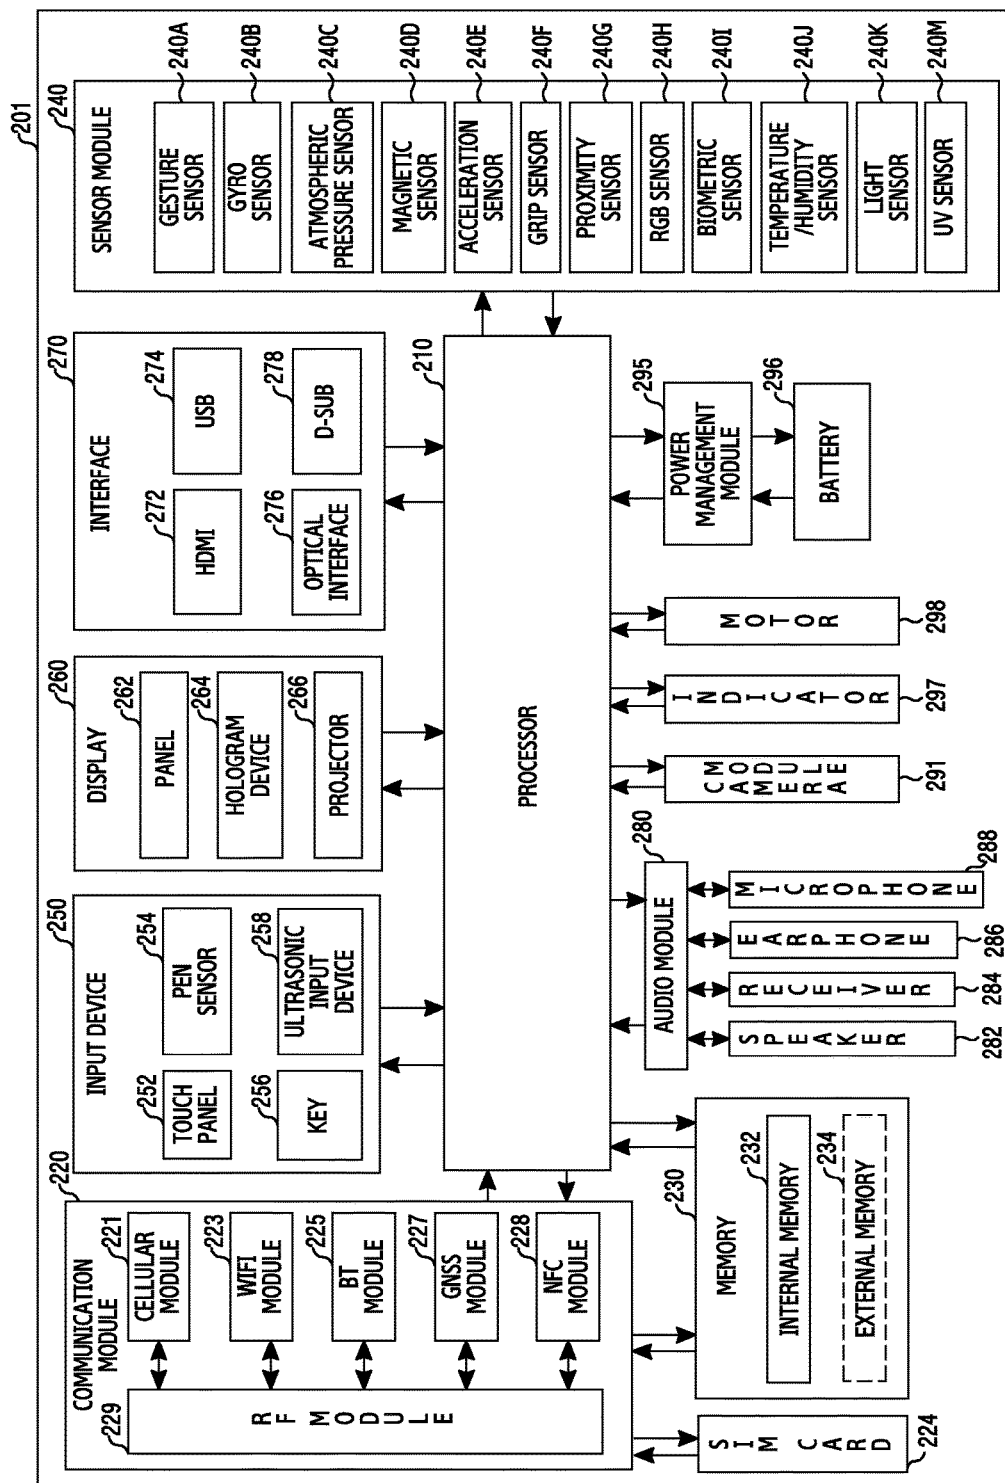 201
COMMUNICATION
MODULE
220
229
RF MODULE
221
CELLULAR
MODULE
223
WIFI
MODULE
225
BT
MODULE
227
GNSS
MODULE
228
NFC
MODULE
INPUT DEVICE
250
252
TOUCH
PANEL
254
PEN
SENSOR
256
KEY
258
ULTRASONIC
INPUT
DEVICE
DISPLAY
260
262
PANEL
264
HOLOGRAM
DEVICE
266
PROJECTOR
INTERFACE
270
272
HDMI
274
USB
276
OPTICAL
INTERFACE
278
D-SUB
SENSOR MODULE
240
GESTURE
SENSOR
240A
GYRO
SENSOR
240B
ATMOSPHERIC
PRESSURE SENSOR
240C
MAGNETIC
SENSOR
240D
ACCELERATION
SENSOR
240E
GRIP SENSOR
240F
PROXIMITY
SENSOR
240G
RGB SENSOR
240H
BIOMETRIC
SENSOR
240I
TEMPERATURE
/HUMIDITY
SENSOR
240J
LIGHT
SENSOR
240K
UV SENSOR
240M
PROCESSOR
210
SIM CARD
224
230
MEMORY
232
INTERNAL MEMORY
234
EXTERNAL MEMORY
280
AUDIO MODULE
SPEAKER
282
RECEIVER
284
EARPHONE
286
MICROPHONE
288
CAMERA
MODULE
291
INDICATOR
297
MOTOR
298
295
POWER
MANAGEMENT
MODULE
296
BATTERY